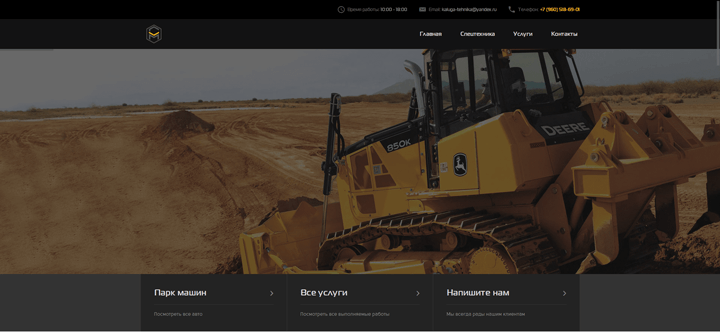 Время работы: 10:00 - 18:00 Email: kaluga-tehnika@yandex.ru Телефон: +7 (960) 518-69-01
Главная Спецтехника Услуги Контакты
DEERE
850K
Парк машин Все услуги Напишите нам
Посмотреть все авто Посмотреть все выполняемые работы Мы всегда рады нашим клиентам